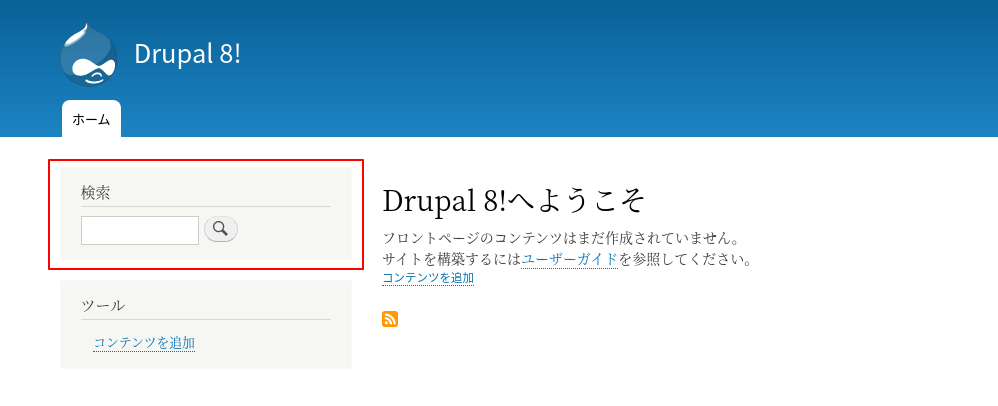 Drupal 8!
ホーム
検索
ツール
コンテンツを追加
Drupal 8!へようこそ
フロントページのコンテンツはまだ作成されていません。
サイトを構築するにはユーザーガイドを参照してください。
コンテンツを追加